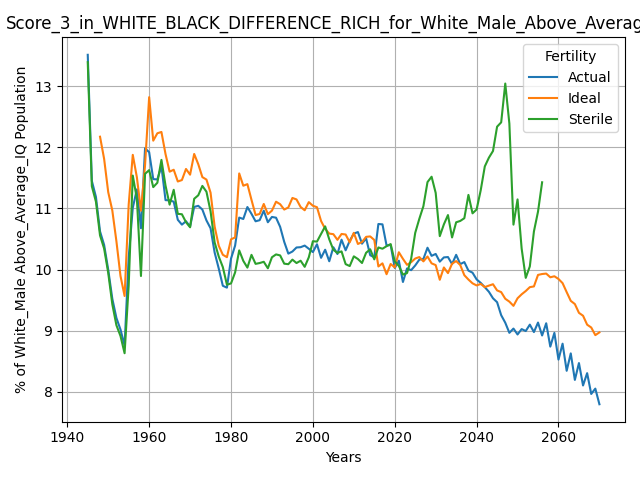 Score_3_in_WHITE_BLACK_DIFFERENCE_RICH_for_White_Male_Above_Averag
% of White_Male Above_Average_IQ Population
13
12
11
10
9
8
1940
1960
1980
2000
2020
2040
2060
Years
Fertility
Actual
Ideal
Sterile